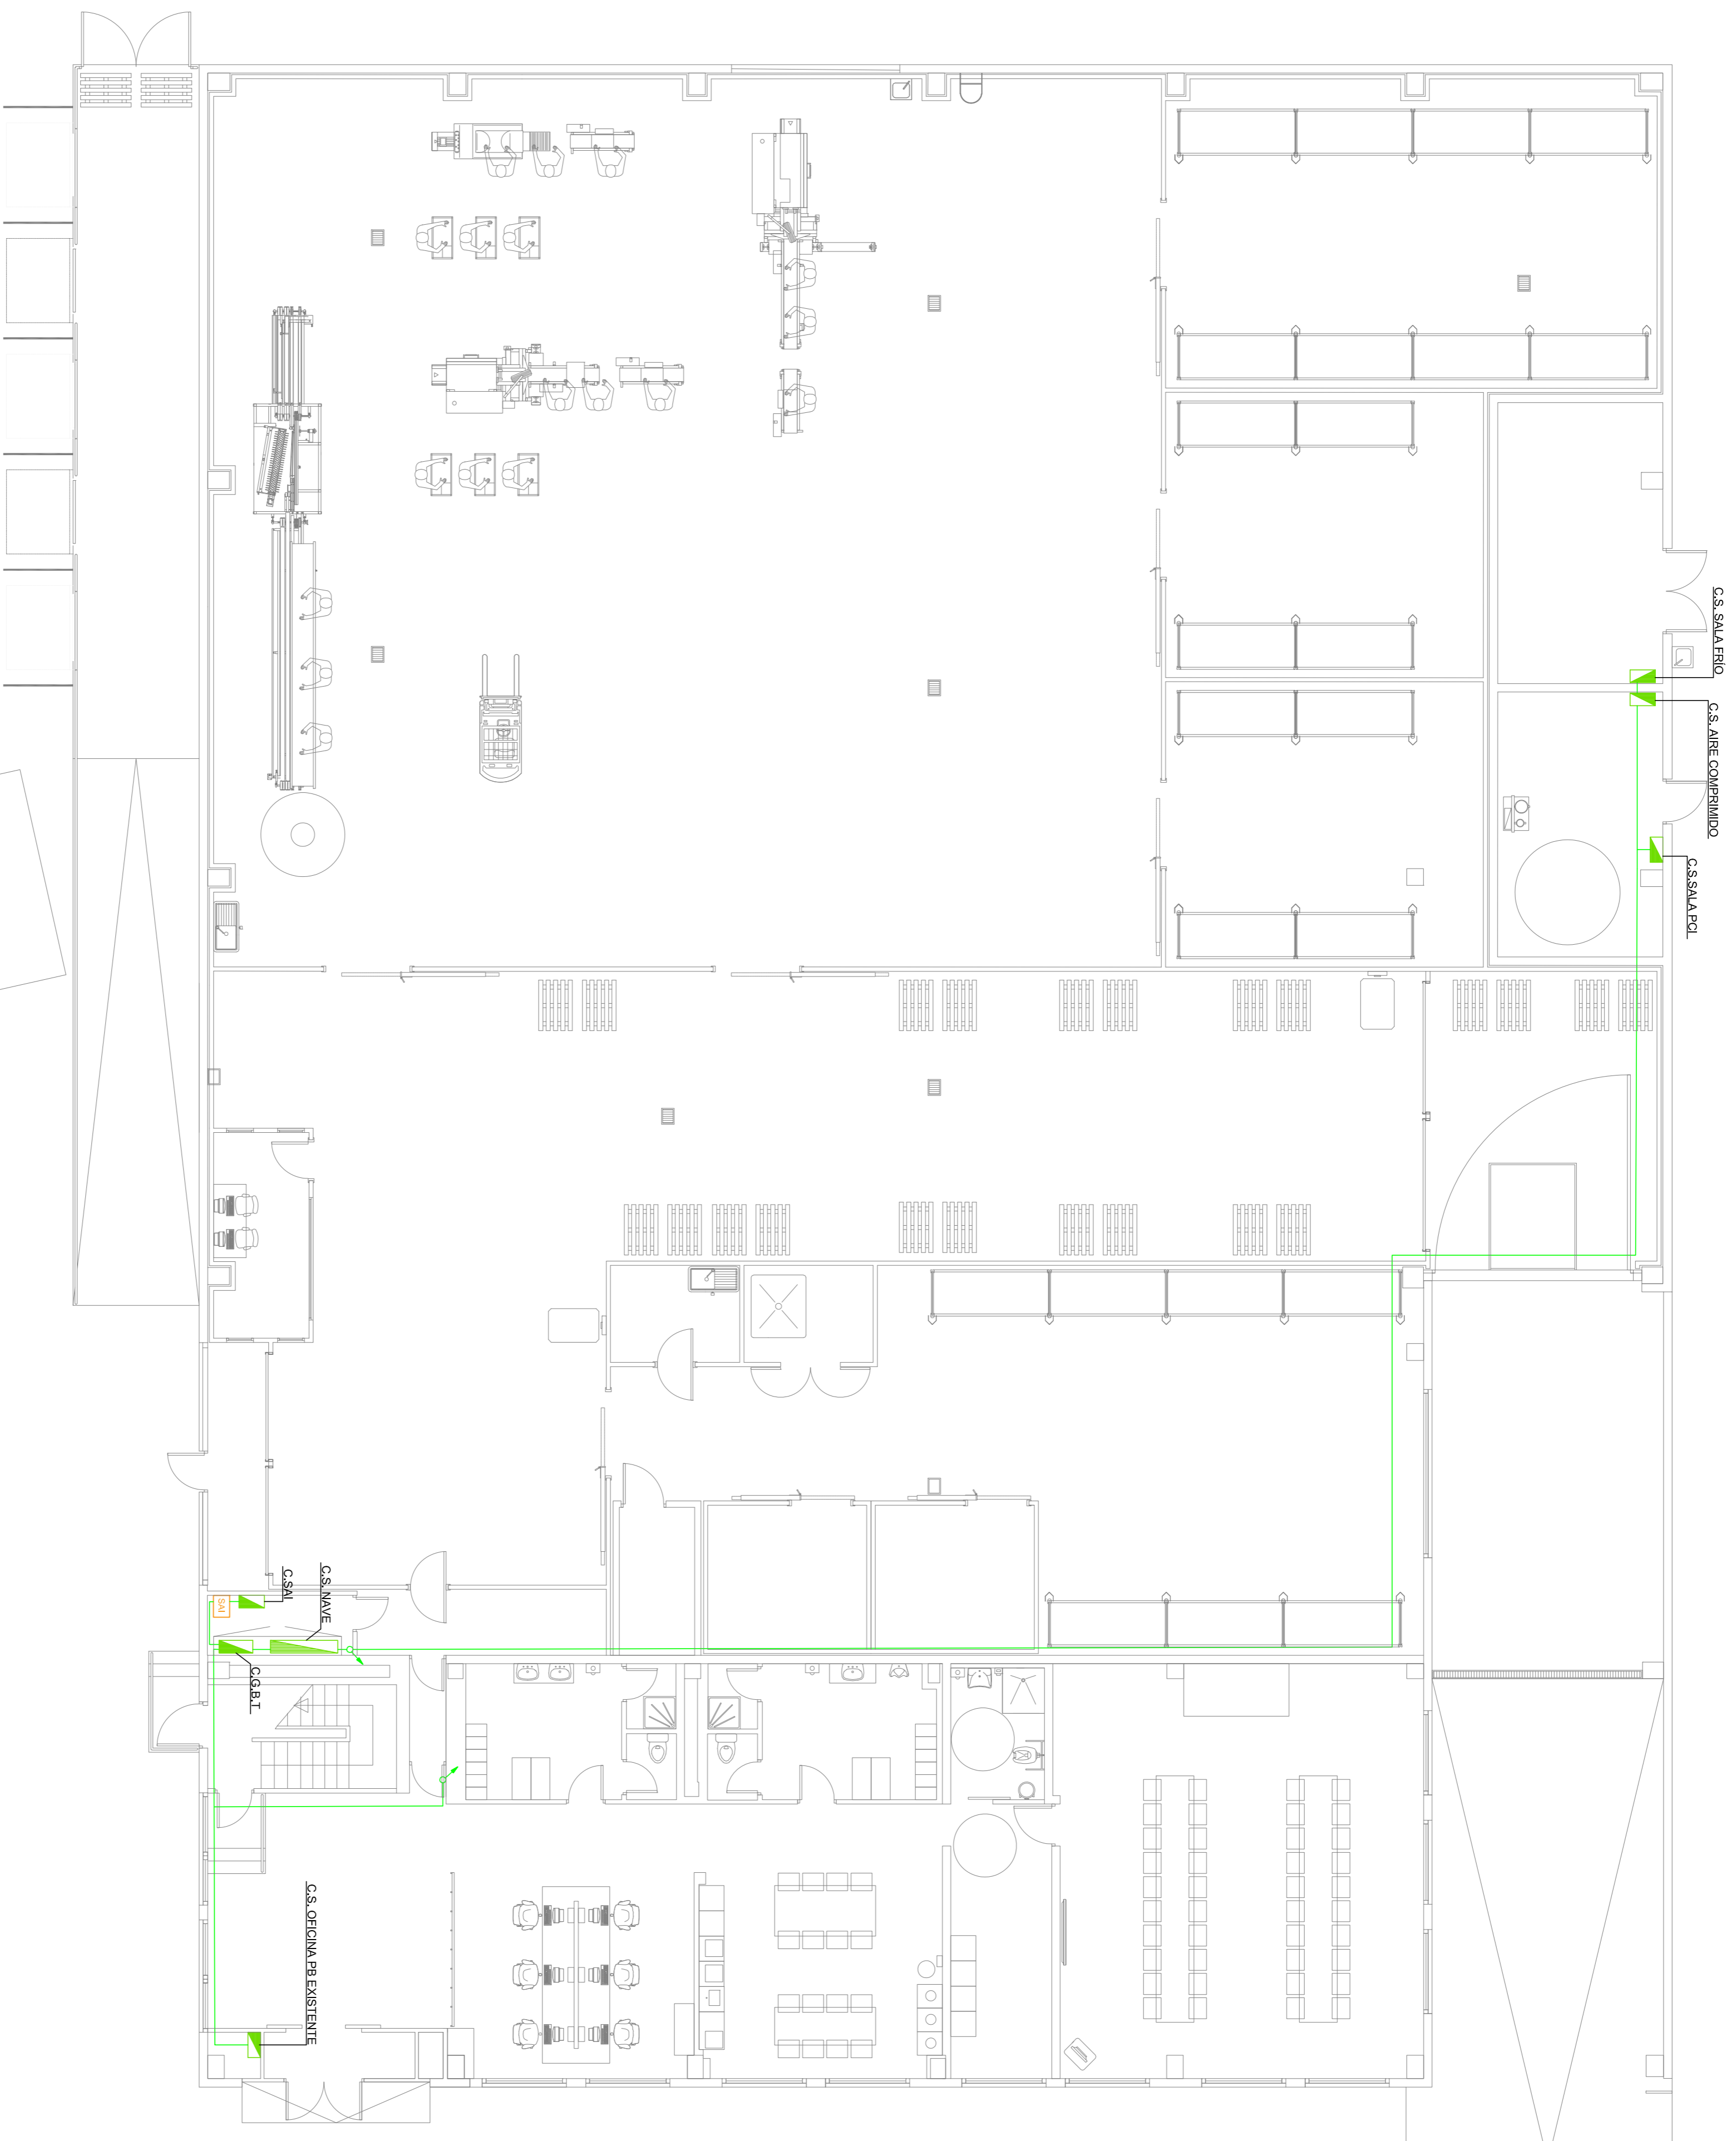 C.S. SALA FRÍO
C.S. AIRE COMPRIMIDO
C.S.SALA PCI
C.S. NAVE
C.SAI
SAI
C.G.B.T
C.S. OFICINA PB EXISTENTE